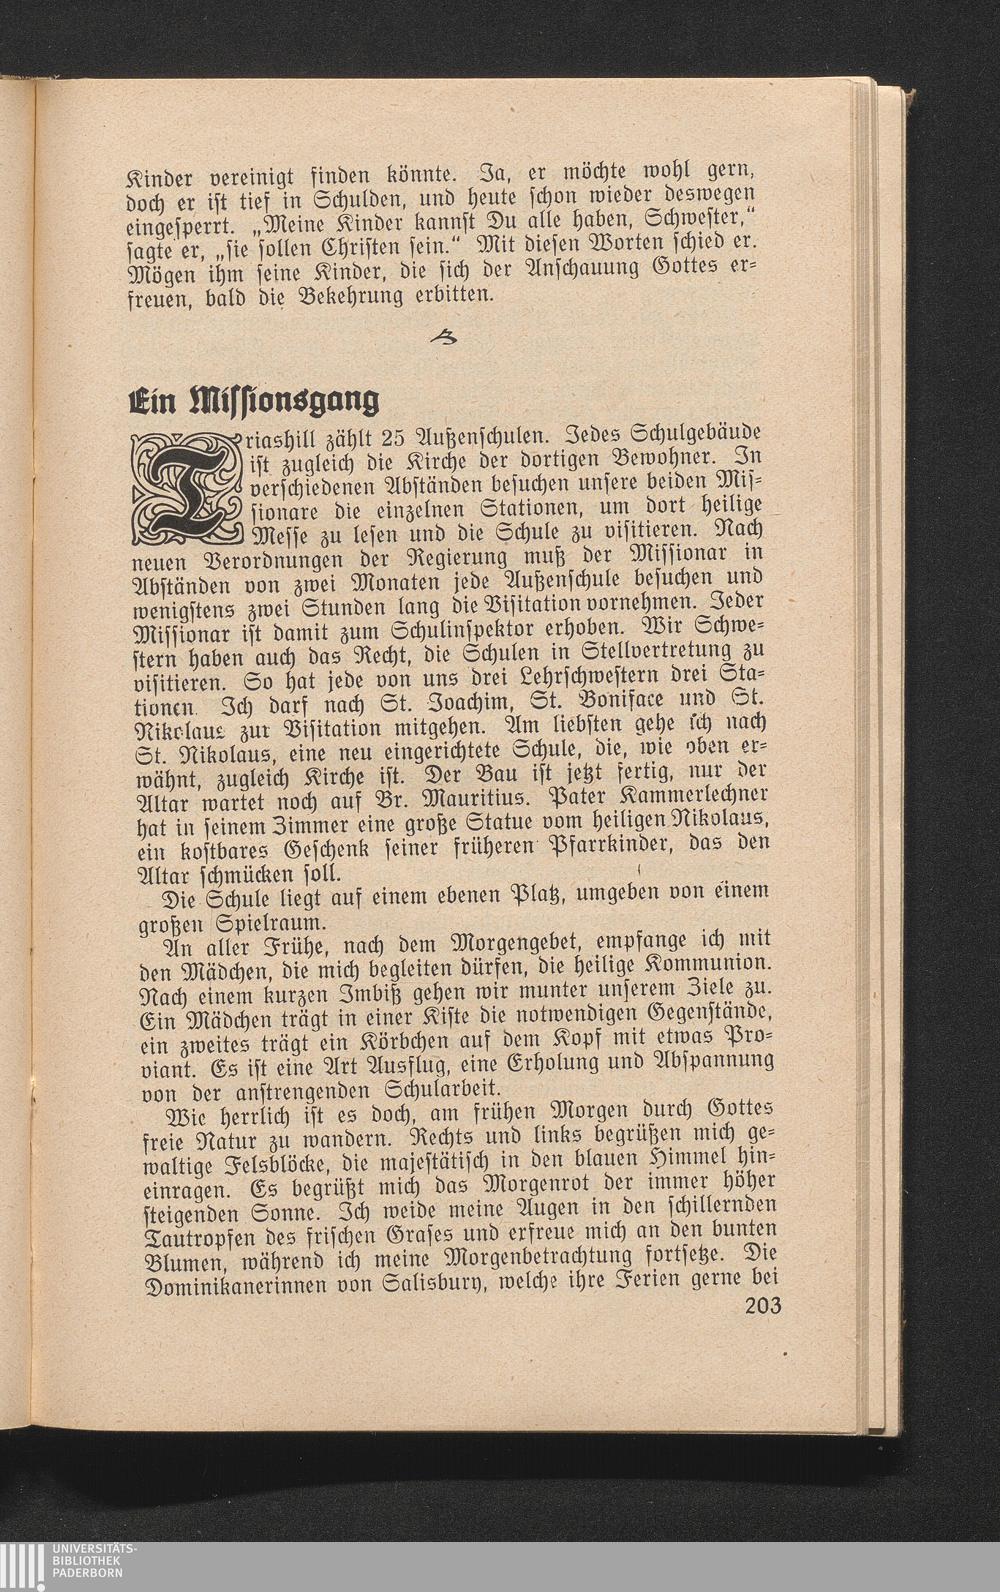 Kinder vereinigt finden könnte. Ja, er möchte wohl gern,
doch er ist tief in Schulden, und heute schon wieder deswegen
eingesperrt. „Meine Kinder kannst Du alle haben, Schwester,“
sagte er, „sie sollen Christen sein.“ Mit diesen Worten schied er.
Mögen ihm seine Kinder, die sich der Anschauung Gottes er-
freuen, bald die Bekehrung erbitten.
Ein Missionsgang
Triashill zählt 25 Außenschulen. Jedes Schulgebäude
ist zugleich die Kirche der dortigen Bewohner. In
verschiedenen Abständen besuchen unsere beiden Mis-
sionare die einzelnen Stationen, um dort heilige
Messe zu lesen und die Schule zu visitieren. Nach
neuen Verordnungen der Regierung muß der Missionar in
Abständen von zwei Monaten jede Außenschule besuchen und
wenigstens zwei Stunden lang die Visitation vornehmen. Jeder
Missionar ist damit zum Schulinspektor erhoben. Wir Schwe-
stern haben auch das Recht, die Schulen in Stellvertretung zu
visitieren. So hat jede von uns drei Lehrschwestern drei Sta-
tionen. Ich darf nach St. Joachim, St. Boniface und St.
Nikolaus zur Visitation mitgehen. Am liebsten gehe ich nach
St. Nikolaus, eine neu eingerichtete Schule, die, wie oben er-
wähnt, zugleich Kirche ist. Der Bau ist jetzt fertig, nur der
Altar wartet noch auf Br. Mauritius. Pater Kammerlechner
hat in seinem Zimmer eine große Statue vom heiligen Nikolaus,
ein kostbares Geschenk seiner früheren Pfarrkinder, das den
Altar schmücken soll.
Die Schule liegt auf einem ebenen Platz, umgeben von einem
großen Spielraum.
An aller Frühe, nach dem Morgengebet, empfange ich mit
den Mädchen, die mich begleiten dürfen, die heilige Kommunion.
Nach einem kurzen Imbiß gehen wir munter unserem Ziele zu.
Ein Mädchen trägt in einer Kiste die notwendigen Gegenstände,
ein zweites trägt ein Körbchen auf dem Kopf mit etwas Pro-
viant. Es ist eine Art Ausflug, eine Erholung und Abspannung
von der anstrengenden Schularbeit.
Wie herrlich ist es doch, am frühen Morgen durch Gottes
freie Natur zu wandern. Rechts und links begrüßen mich ge-
waltige Felsblöcke, die majestätisch in den blauen Himmel hin-
einragen. Es begrüßt mich das Morgenrot der immer höher
steigenden Sonne. Ich weide meine Augen in den schillernden
Tautropfen des frischen Grases und erfreue mich an den bunten
Blumen, während ich meine Morgenbetrachtung fortsetze. Die
Dominikanerinnen von Salisbury, welche ihre Ferien gerne bei
203
UNIVERSITÄTS-
BIBLIOTHEK
PADERBORN